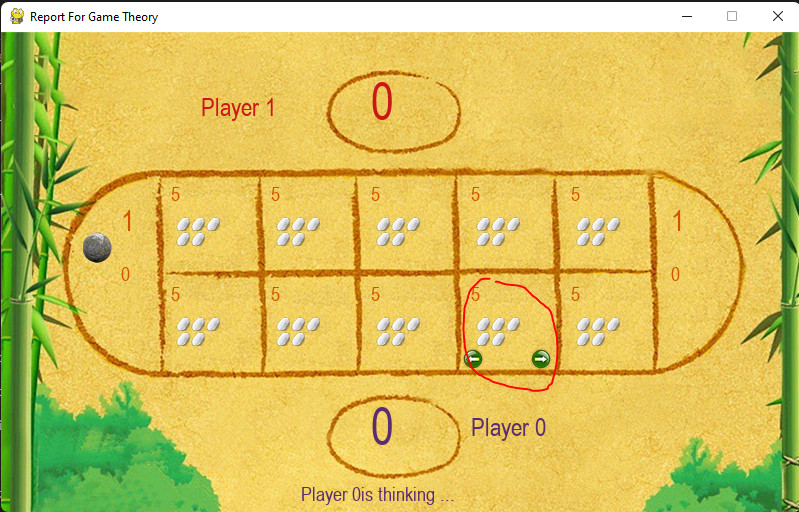 Report For Game Theory
Player 1
0
5 5 5 5 5
1 1
0 0
5 5 5 5 5
0
Player 0
Player 0is thinking ...